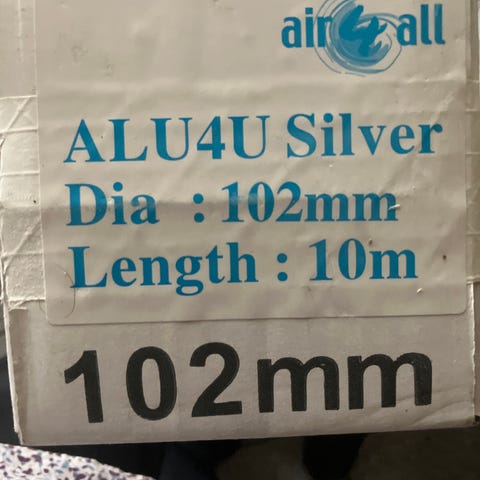 air4all
ALU4U Silver
Dia : 102mm
Length : 10m
102mm